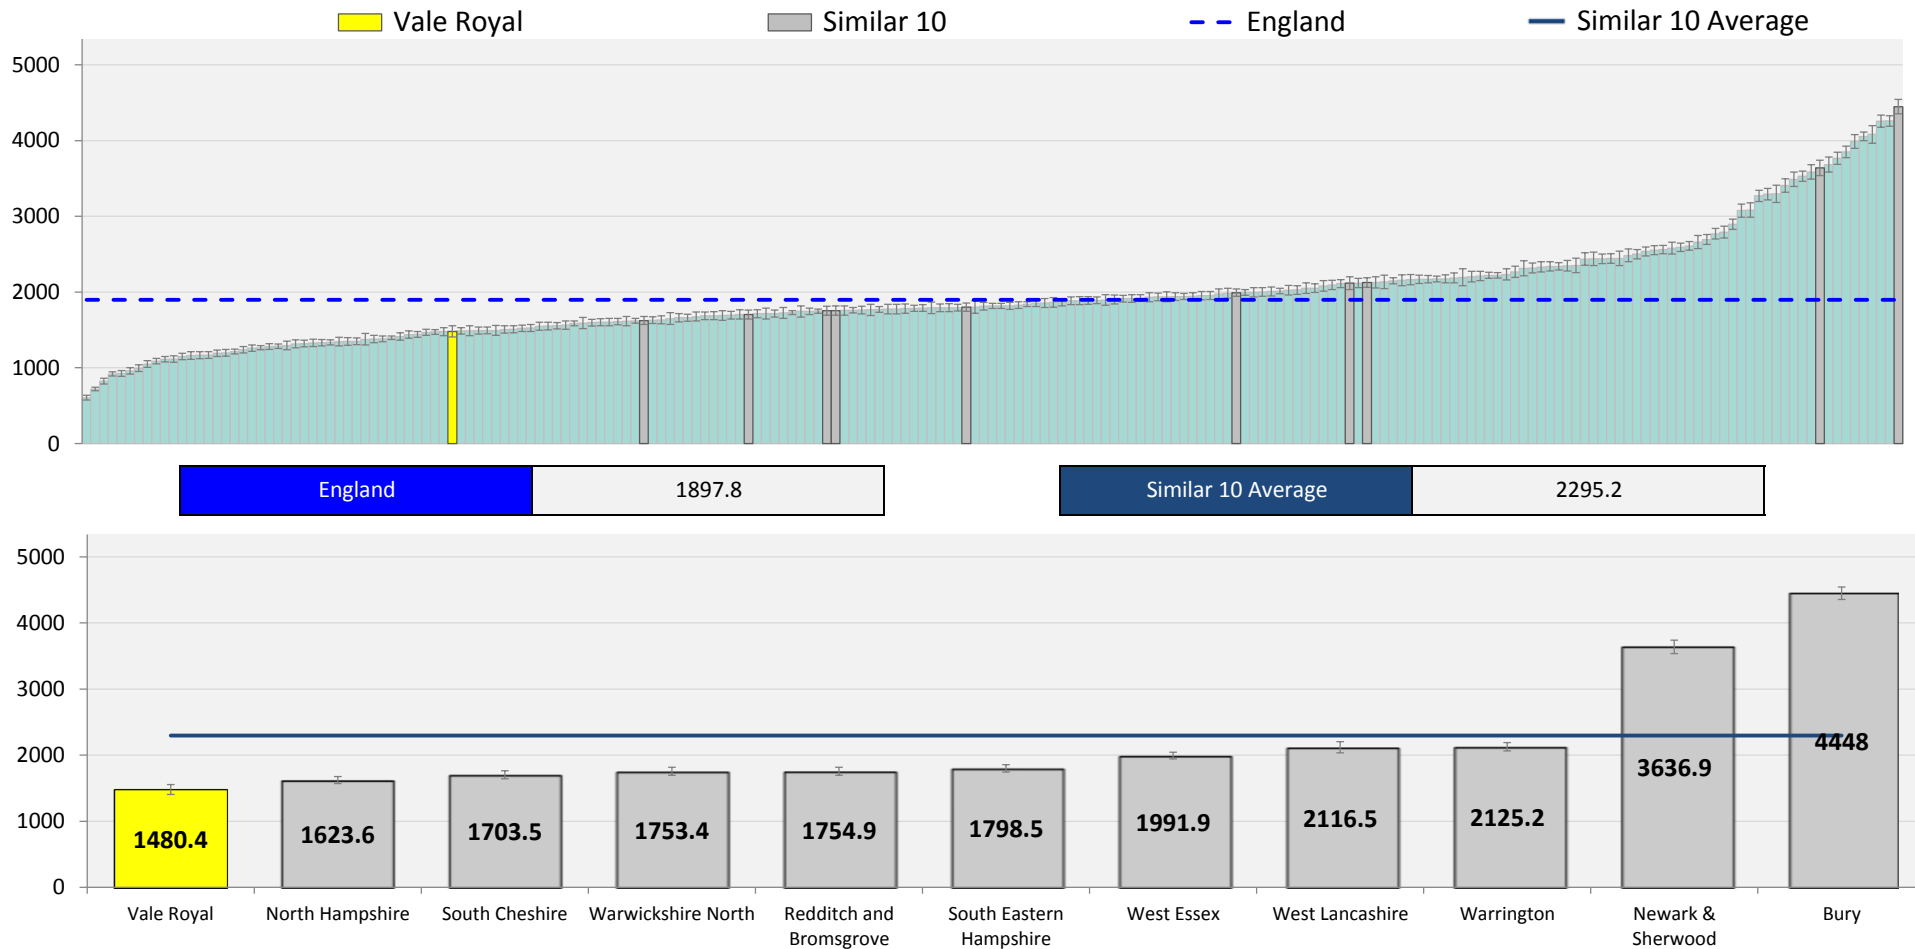 Vale Royal
Similar 10
England
Similar 10 Average
5000
4000
3000
2000
1000
0
England 1897.8
Similar 10 Average 2295.2
5000
4000
3000
2000
1000
0
1480.4
1623.6
1703.5
1753.4
1754.9
1798.5
1991.9
2116.5
2125.2
3636.9
4448
Vale Royal
North Hampshire
South Cheshire
Warwickshire North
Redditch and
Bromsgrove
South Eastern
Hampshire
West Essex
West Lancashire
Warrington
Newark &
Sherwood
Bury